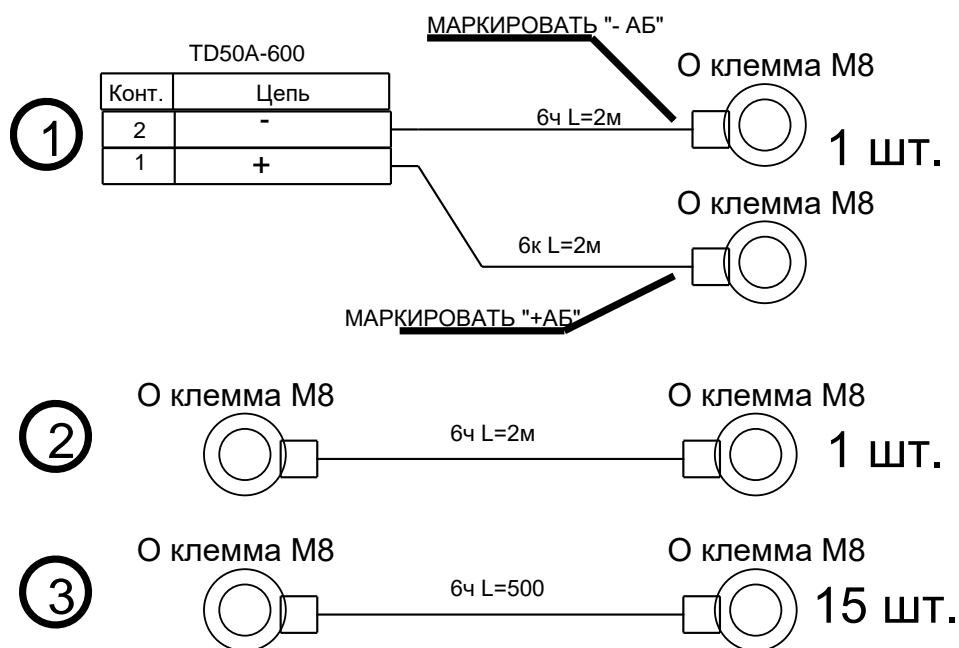 МАРКИРОВАТЬ "- АБ"
TD50A-600
О клемма М8
Конт. Цепь
1
2 -
6ч L=2м
1 шт.
1 +
О клемма М8
6к L=2м
МАРКИРОВАТЬ "+АБ"
О клемма М8
О клемма М8
2
6ч L=2м
1 шт.
О клемма М8
О клемма М8
3
6ч L=500
15 шт.